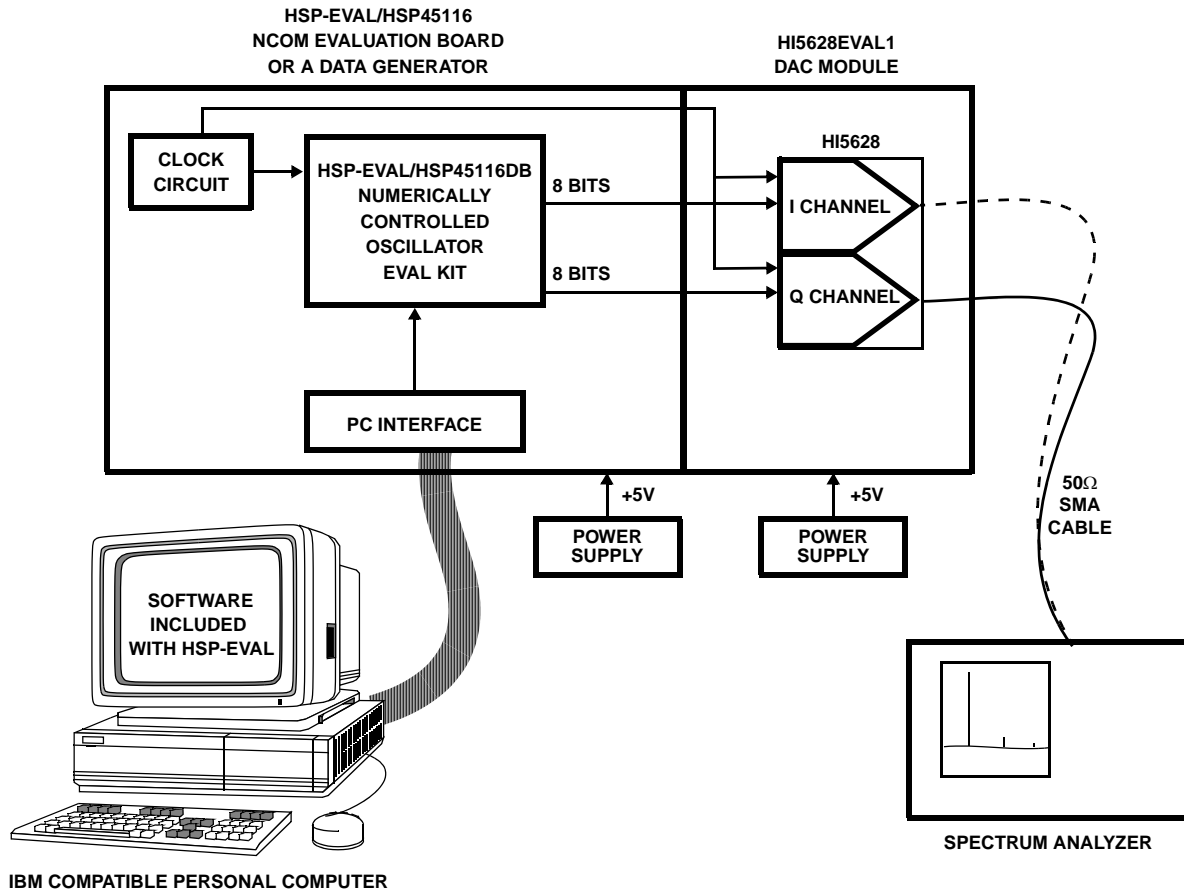 HSP-EVAL/HSP45116
NCOM EVALUATION BOARD
OR A DATA GENERATOR
HI5628EVAL1
DAC MODULE
CLOCK
CIRCUIT
HSP-EVAL/HSP45116DB
NUMERICALLY
CONTROLLED
OSCILLATOR
EVAL KIT
8 BITS
8 BITS
HI5628
I CHANNEL
Q CHANNEL
PC INTERFACE
+5V
POWER
SUPPLY
+5V
POWER
SUPPLY
50Ω
SMA
CABLE
SOFTWARE
INCLUDED
WITH HSP-EVAL
SPECTRUM ANALYZER
IBM COMPATIBLE PERSONAL COMPUTER